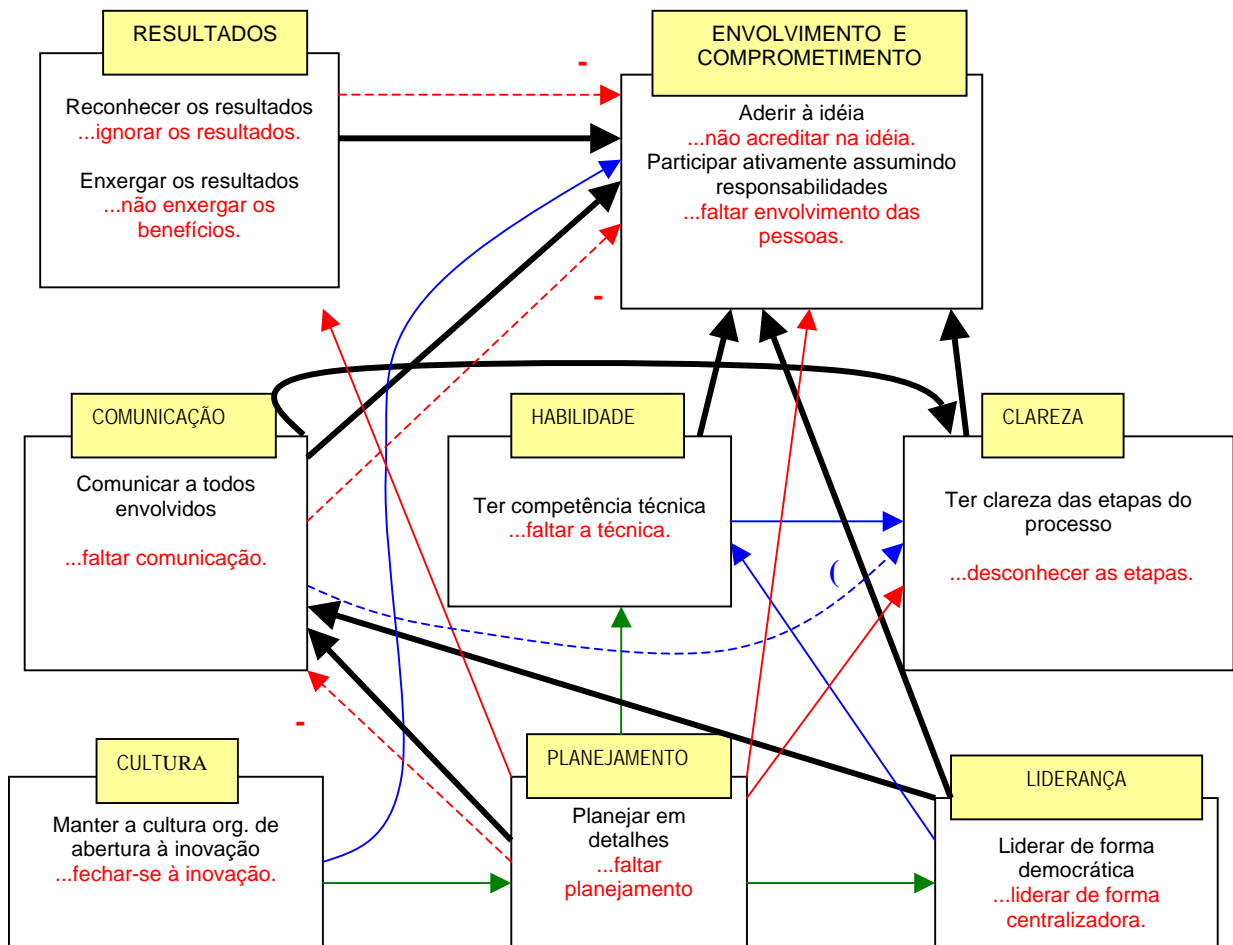 RESULTADOS
Reconhecer os resultados
...ignorar os resultados.
Enxergar os resultados
...não enxergar os
benefícios.
ENVOLVIMENTO E
COMPROMETIMENTO
Aderir à idéia
...não acreditar na idéia.
Participar ativamente assumindo
responsabilidades
...faltar envolvimento das
pessoas.
-
-
COMUNICAÇÃO
Comunicar a todos
envolvidos
...faltar comunicação.
HABILIDADE
Ter competência técnica
...faltar a técnica.
CLAREZA
Ter clareza das etapas do
processo
...desconhecer as etapas.
(
-
CULTURA
Manter a cultura org. de
abertura à inovação
...fechar-se à inovação.
PLANEJAMENTO
Planejar em
detalhes
...faltar
planejamento
LIDERANÇA
Liderar de forma
democrática
...liderar de forma
centralizadora.